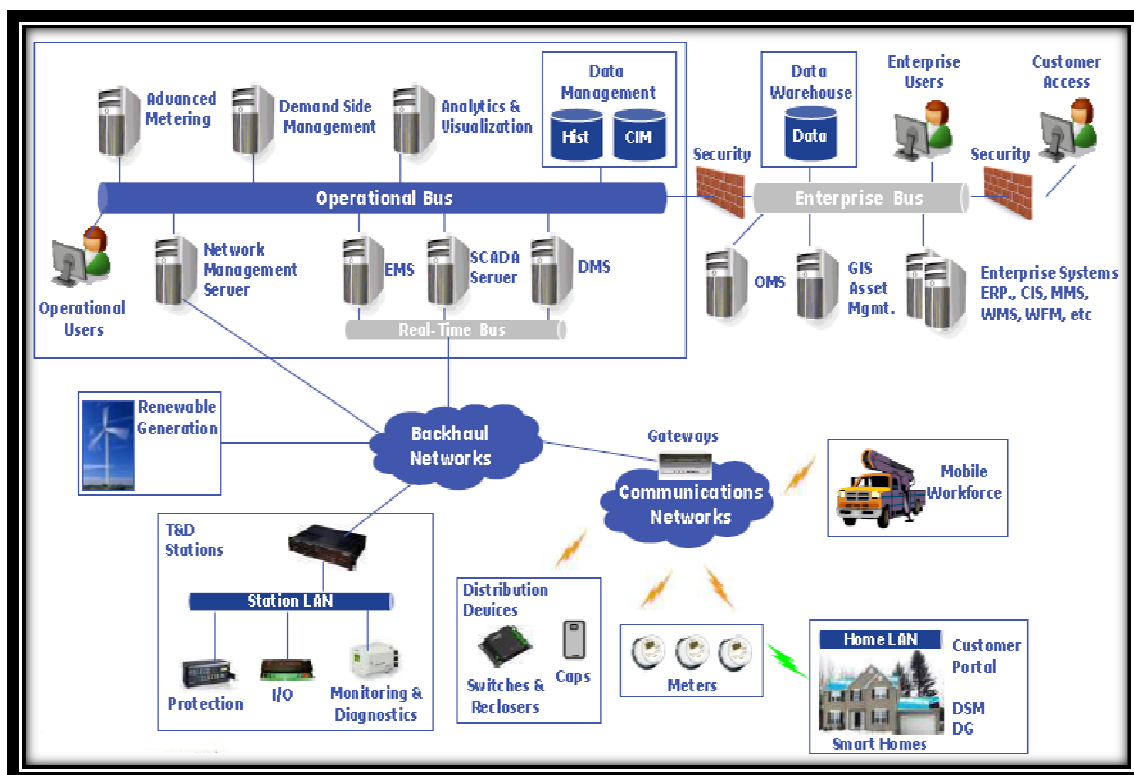 Advanced
Metering
Demand Side
Management
Analytics &
Visualization
Data
Management
Hist
CIM
Data
Warehouse
Data
Enterprise
Users
Customer
Access
Security
Security
Operational Bus
Enterprise Bus
Operational
Users
Network
Management
Server
EMS
SCADA
Server
DMS
Real-Time Bus
OMS
GIS
Asset
Mgmt.
Enterprise Systems
ERP., CIS, MMS,
WMS, WFM, etc
Renewable
Generation
Backhaul
Networks
Gateways
Communications
Networks
Mobile
Workforce
T&D
Stations
Station LAN
Protection
I/O
Monitoring &
Diagnostics
Distribution
Devices
Switches &
Reclosers
Caps
Meters
Home LAN
Customer
Portal
DSM
DG
Smart Homes